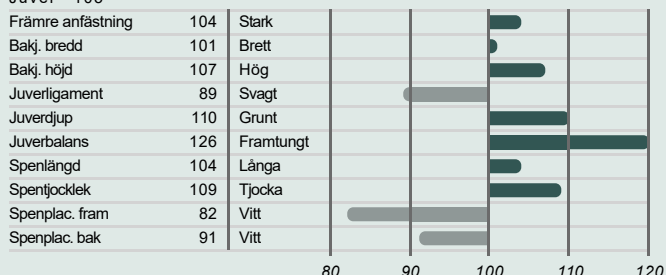 Främre anfästning 104 Stark
Bakj. bredd 101 Brett
Bakj. höjd 107 Hög
Juverligament 89 Svagt
Juverdjup 110 Grunt
Juverbalans 126 Framtungt
Spenlängd 104 Långa
Spentjocklek 109 Tjocka
Spenplac. fram 82 Vitt
Spenplac. bak 91 Vitt
80 90 100 110 120